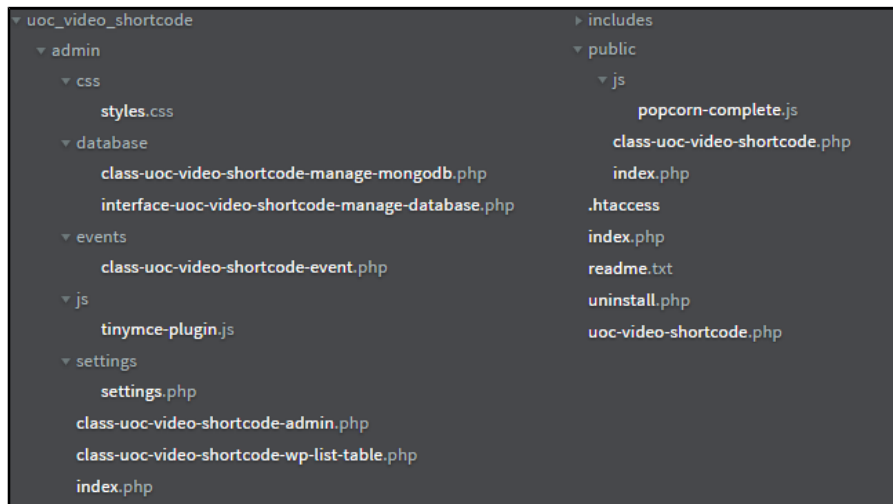 uoc_video_shortcode
admin
css
styles.css
database
class-uoc-video-shortcode-manage-mongodb.php
interface-uoc-video-shortcode-manage-database.php
events
class-uoc-video-shortcode-event.php
js
tinymce-plugin.js
settings
settings.php
class-uoc-video-shortcode-admin.php
class-uoc-video-shortcode-wp-list-table.php
index.php
includes
public
js
popcorn-complete.js
class-uoc-video-shortcode.php
index.php
.htaccess
index.php
readme.txt
uninstall.php
uoc-video-shortcode.php